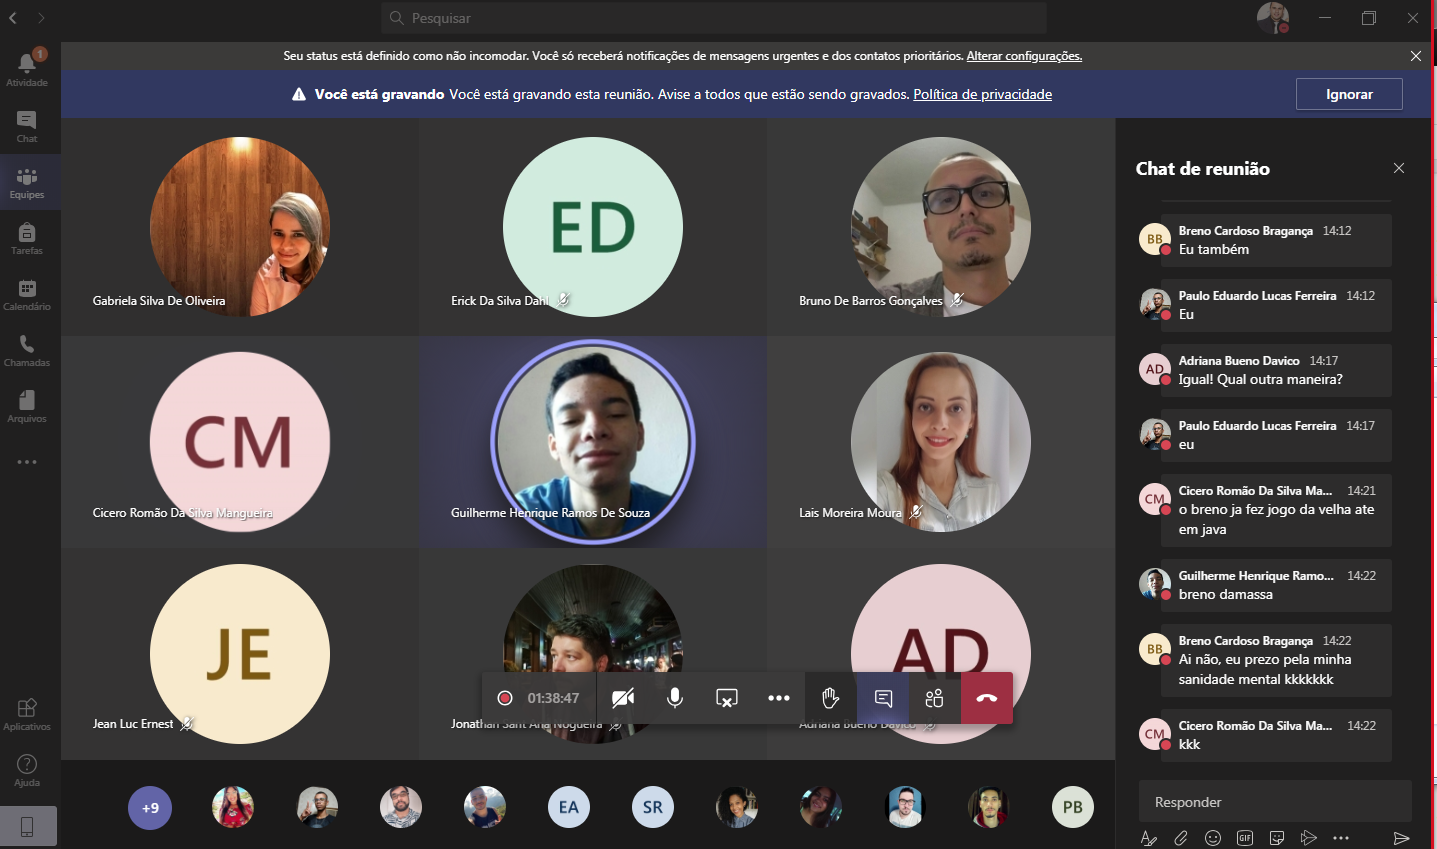 Pesquisar
1
Atividade
Chat
Equipes
Tarefas
Calendário
Chamadas
Arquivos
Aplicativos
Ajuda
Seu status está definido como não incomodar. Você só receberá notificações de mensagens urgentes e dos contatos prioritários. Alterar configurações.
Você está gravando Você está gravando esta reunião. Avise a todos que estão sendo gravados. Política de privacidade
Ignorar
Gabriela Silva De Oliveira
ED
Erick Da Silva Dahl
Bruno De Barros Gonçalves
CM
Cicero Romão Da Silva Mangueira
Guilherme Henrique Ramos De Souza
Lais Moreira Moura
JE
Jean Luc Ernest
Jonathan Sant'Ana Nogueira
AD
Adriana Bueno Davico
01:38:47
+9
EA
SR
PB
Chat de reunião
BB
Breno Cardoso Bragança 14:12
Eu também
Paulo Eduardo Lucas Ferreira 14:12
Eu
AD
Adriana Bueno Davico 14:17
Igual! Qual outra maneira?
Paulo Eduardo Lucas Ferreira 14:17
eu
CM
Cicero Romão Da Silva Ma... 14:21
o breno ja fez jogo da velha ate
em java
Guilherme Henrique Ramo... 14:22
breno damassa
BB
Breno Cardoso Bragança 14:22
Ai não, eu prezo pela minha
sanidade mental kkkkkkk
CM
Cicero Romão Da Silva Ma... 14:22
kkk
Responder
GIF